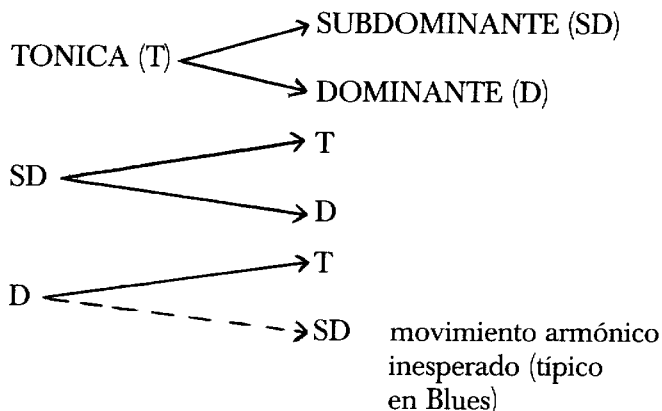 SUBDOMINANTE (SD)
TONICA (T)
DOMINANTE (D)
T
SD
D
T
D
SD movimiento armónico
inesperado (típico
en Blues)